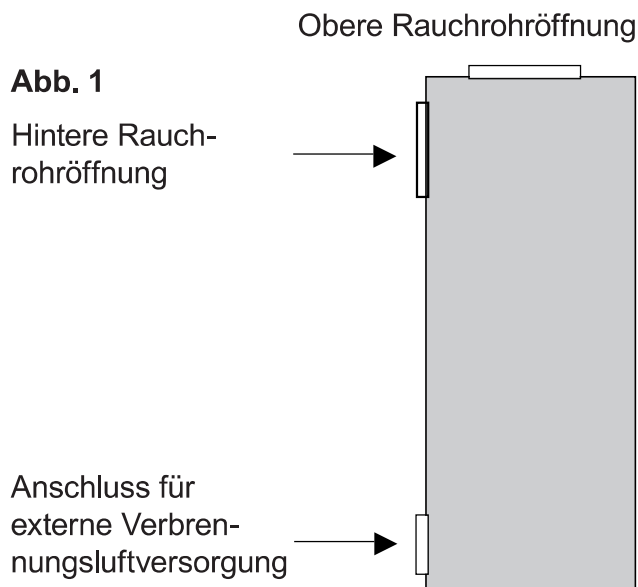 Obere Rauchrohröffnung
Abb. 1
Hintere Rauch-
rohröffnung
Anschluss für
externe Verbren-
nungsluftversorgung